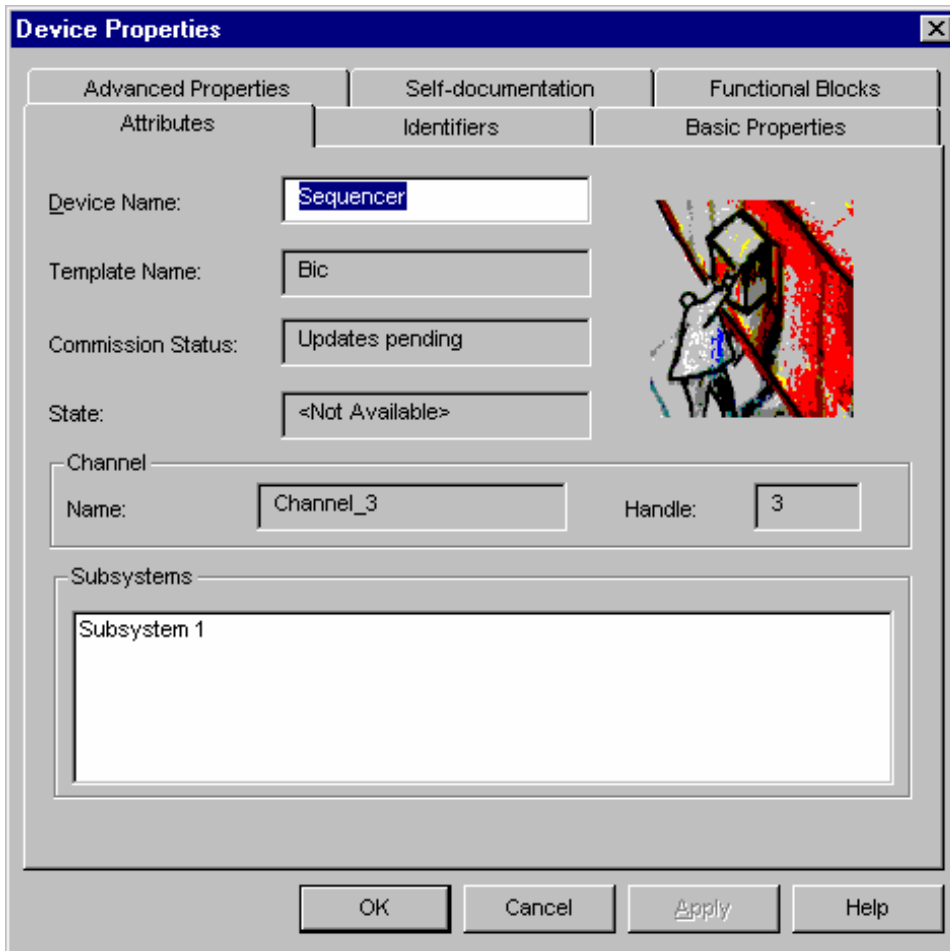 Device Properties
Advanced Properties
Self-documentation
Functional Blocks
Attributes
Identifiers
Basic Properties
Device Name: Sequencer
Template Name: Bic
Commission Status: Updates pending
State: <Not Available>
Channel
Name: Channel_3 Handle: 3
Subsystems
Subsystem 1
OK Cancel Apply Help